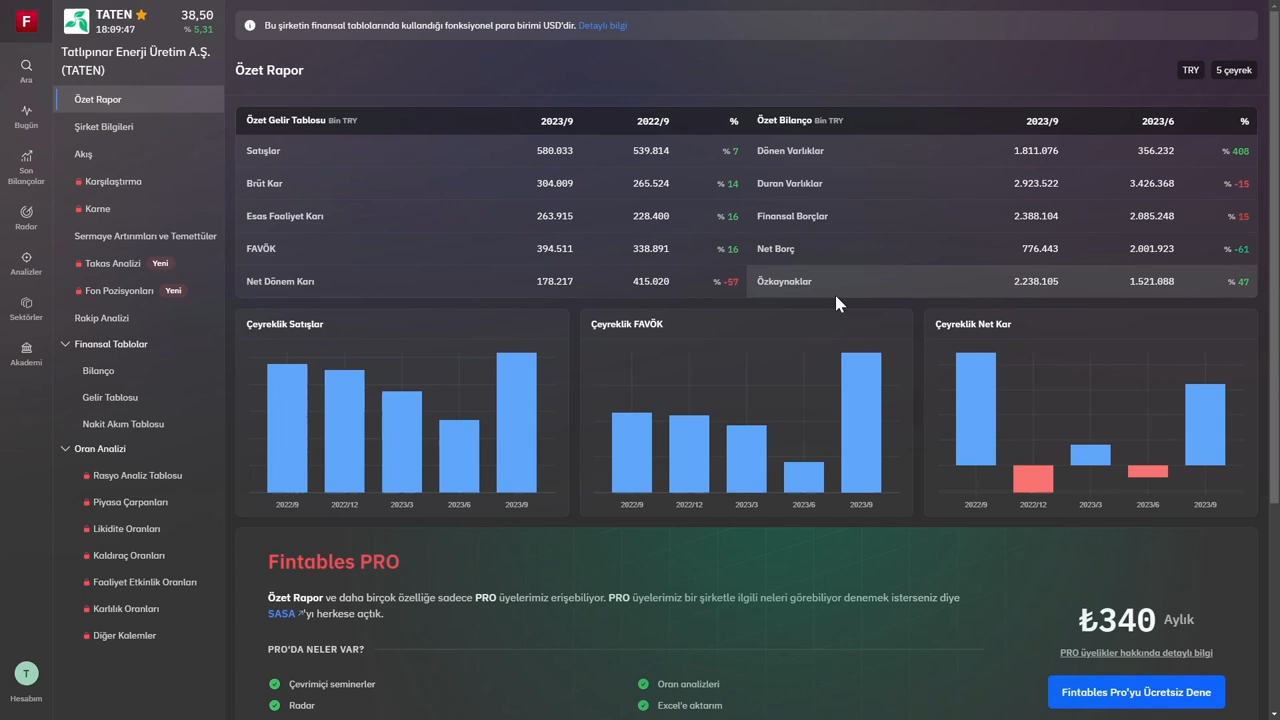 F
TATEN 38,50
18:09:47 % 5,31
Tatlıpınar Enerji Üretim A.Ş.
(TATEN)
Ara
Bugün
Son
Bilançolar
Radar
Analizler
Sektörler
Akademi
T
Hesabım
Özet Rapor
Şirket Bilgileri
Akış
Karşılaştırma
Karne
Sermaye Artırımları ve Temettüler
Takas Analizi Yeni
Fon Pozisyonları Yeni
Rakip Analizi
Finansal Tablolar
Bilanço
Gelir Tablosu
Nakit Akım Tablosu
Oran Analizi
Rasyo Analiz Tablosu
Piyasa Çarpanları
Likidite Oranları
Kaldıraç Oranları
Faaliyet Etkinlik Oranları
Karlılık Oranları
Diğer Kalemler
Bu şirketin finansal tablolarında kullandığı fonksiyonel para birimi USD'dir. Detaylı bilgi
Özet Rapor TRY 5 çeyrek
Özet Gelir Tablosu Bin TRY 2023/9 2022/9 %
Satışlar 580.033 539.814 % 7
Brüt Kar 304.009 265.524 % 14
Esas Faaliyet Karı 263.915 228.400 % 16
FAVÖK 394.511 338.891 % 16
Net Dönem Karı 178.217 415.020 % -57
Özet Bilanço Bin TRY 2023/9 2023/6 %
Dönen Varlıklar 1.811.076 356.232 % 408
Duran Varlıklar 2.923.522 3.426.368 % -15
Finansal Borçlar 2.388.104 2.085.248 % 15
Net Borç 776.443 2.001.923 % -61
Özkaynaklar 2.238.105 1.521.088 % 47
Çeyreklik Satışlar
2022/9 2022/12 2023/3 2023/6 2023/9
Çeyreklik FAVÖK
2022/9 2022/12 2023/3 2023/6 2023/9
Çeyreklik Net Kar
2022/9 2022/12 2023/3 2023/6 2023/9
Fintables PRO
Özet Rapor ve daha birçok özelliğe sadece PRO üyelerimiz erişebiliyor. PRO üyelerimiz bir şirketle ilgili neleri görebiliyor denemek isterseniz diye
SASA ↗'yı herkese açtık.
PRO'DA NELER VAR?
Çevrimiçi seminerler Oran analizleri
Radar Excel'e aktarım
₺340 Aylık
PRO üyelikler hakkında detaylı bilgi
Fintables Pro'yu Ücretsiz Dene